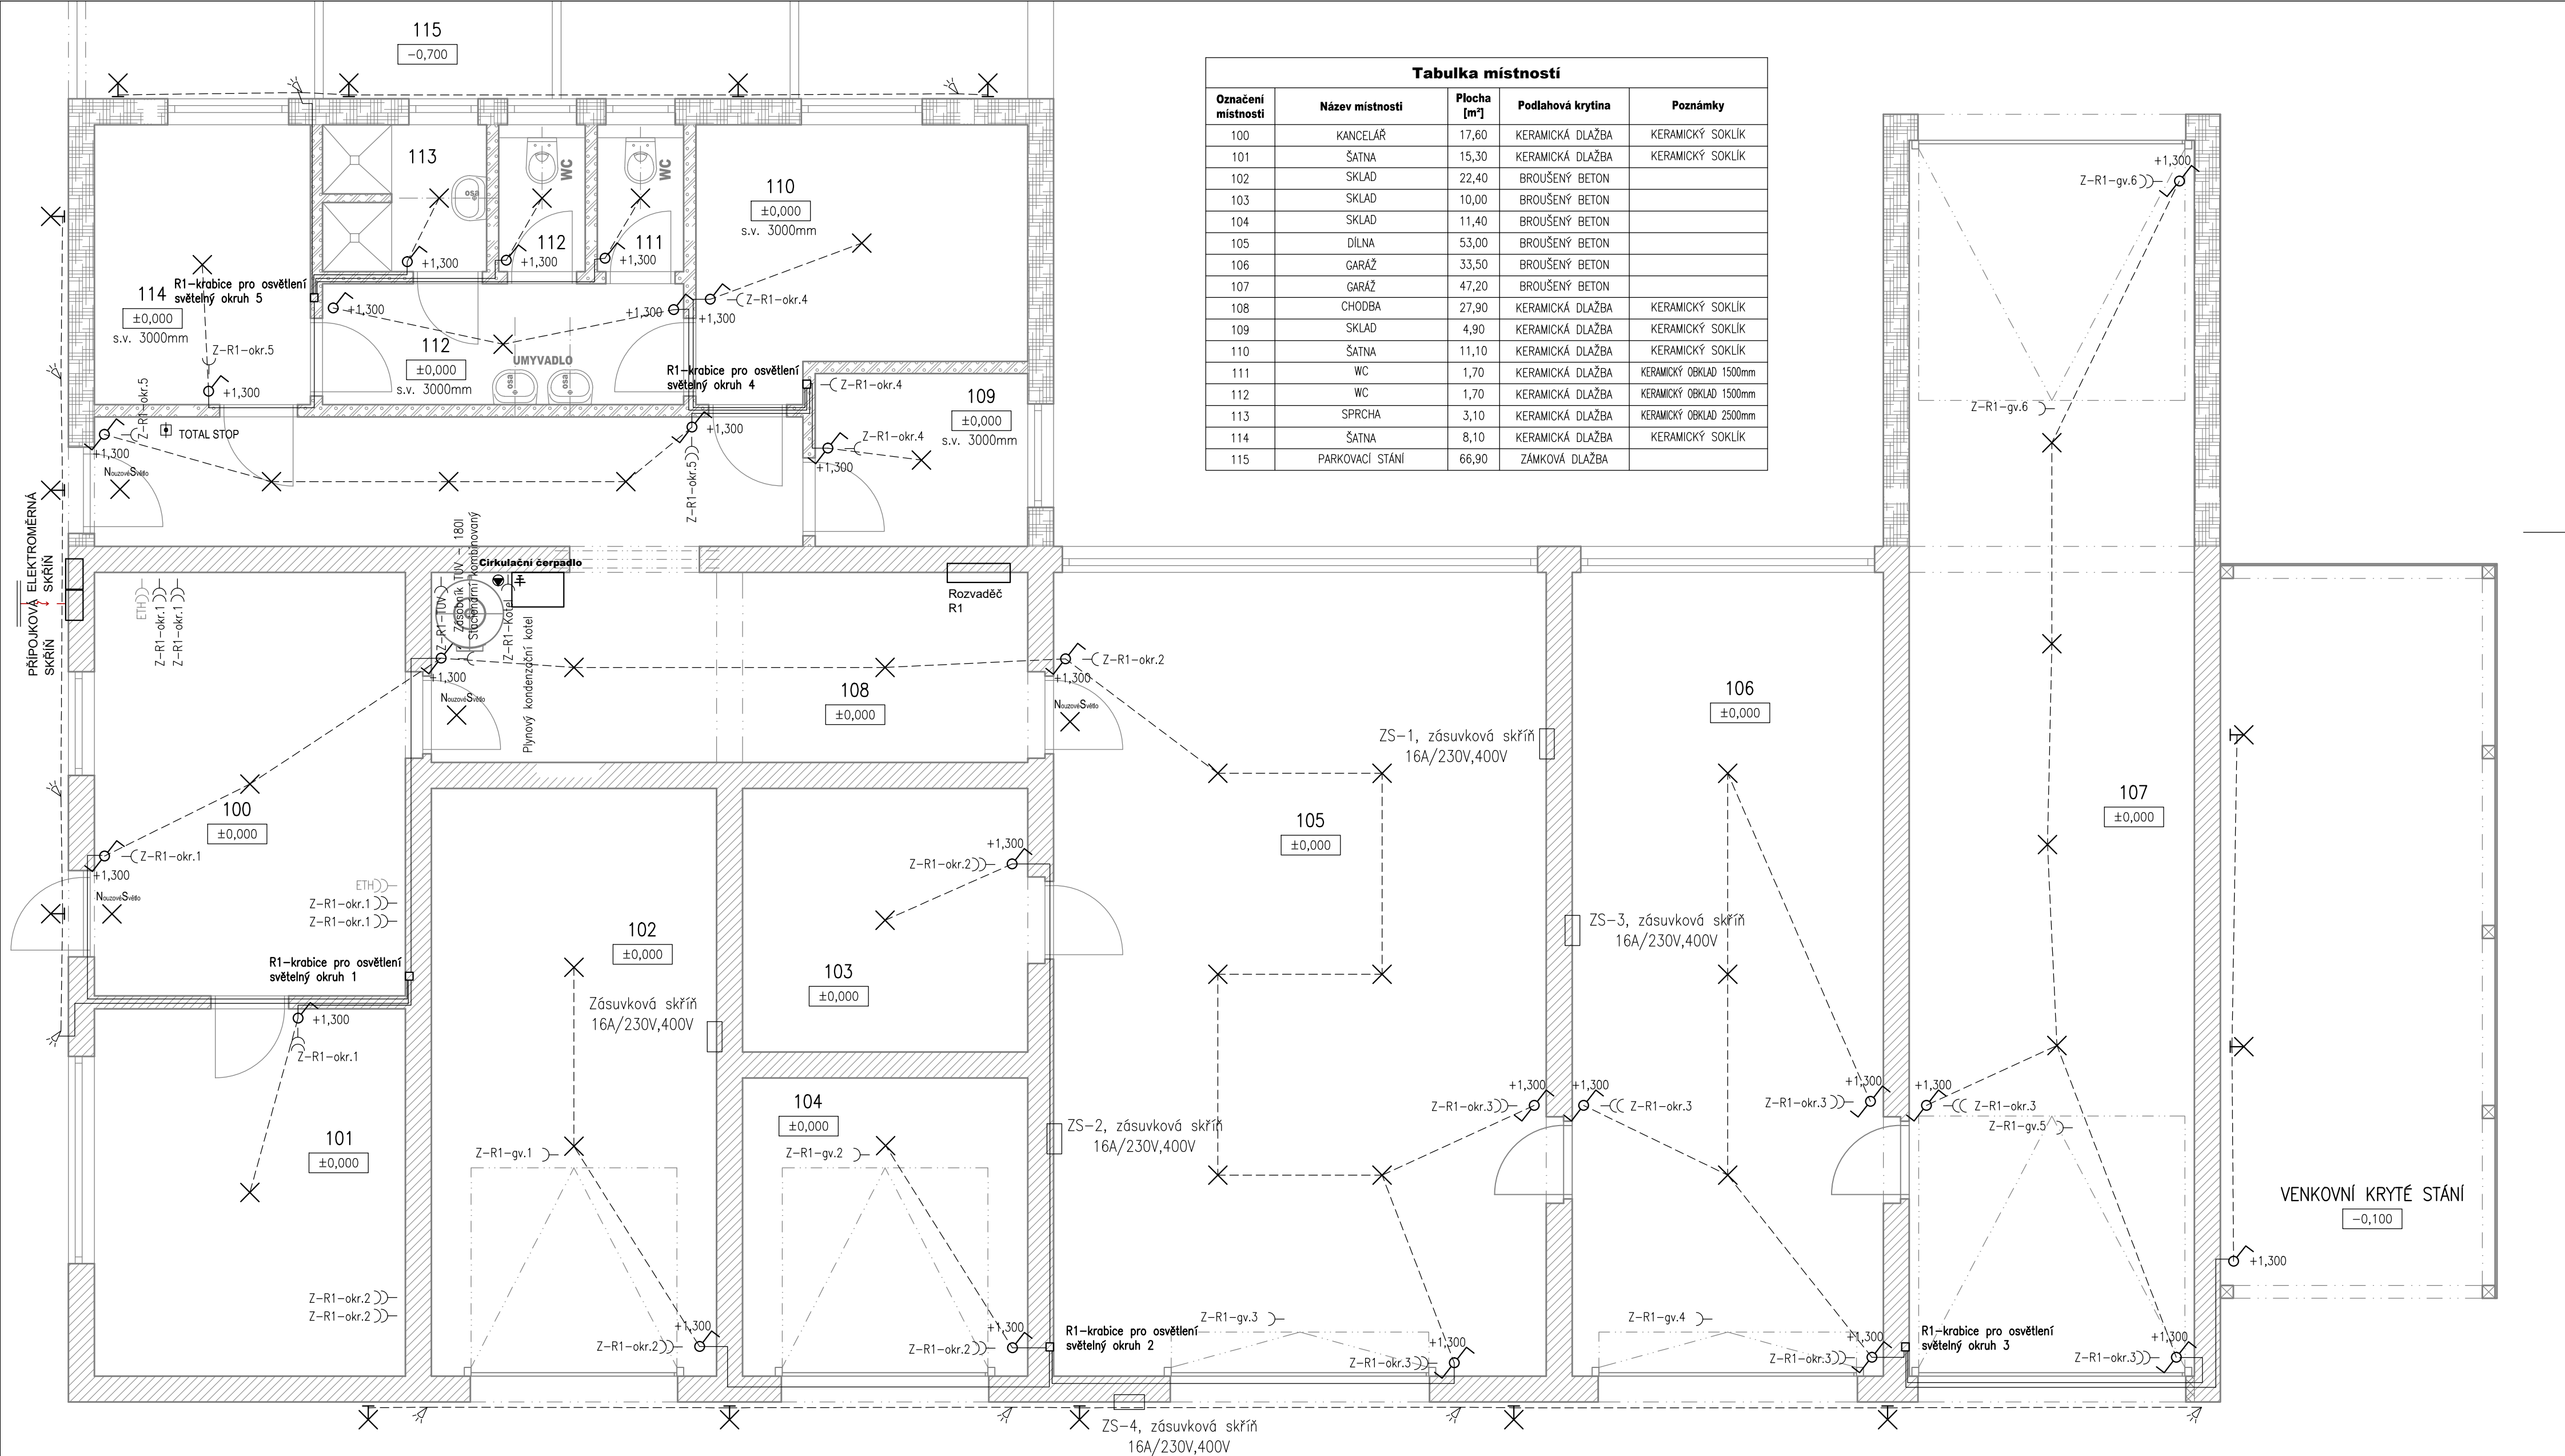 115
-0,700
Tabulka místností
Označení místnosti Název místnosti Plocha [m²] Podlahová krytina Poznámky
100 KANCELÁŘ 17,60 KERAMICKÁ DLAŽBA KERAMICKÝ SOKLÍK
101 ŠATNA 15,30 KERAMICKÁ DLAŽBA KERAMICKÝ SOKLÍK
102 SKLAD 22,40 BROUŠENÝ BETON
103 SKLAD 10,00 BROUŠENÝ BETON
104 SKLAD 11,40 BROUŠENÝ BETON
105 DÍLNA 53,00 BROUŠENÝ BETON
106 GARÁŽ 33,50 BROUŠENÝ BETON
107 GARÁŽ 47,20 BROUŠENÝ BETON
108 CHODBA 27,90 KERAMICKÁ DLAŽBA KERAMICKÝ SOKLÍK
109 SKLAD 4,90 KERAMICKÁ DLAŽBA KERAMICKÝ SOKLÍK
110 ŠATNA 11,10 KERAMICKÁ DLAŽBA KERAMICKÝ SOKLÍK
111 WC 1,70 KERAMICKÁ DLAŽBA KERAMICKÝ OBKLAD 1500mm
112 WC 1,70 KERAMICKÁ DLAŽBA KERAMICKÝ OBKLAD 1500mm
113 SPRCHA 3,10 KERAMICKÁ DLAŽBA KERAMICKÝ OBKLAD 2500mm
114 ŠATNA 8,10 KERAMICKÁ DLAŽBA KERAMICKÝ SOKLÍK
115 PARKOVACÍ STÁNÍ 66,90 ZÁMKOVÁ DLAŽBA
113
osa
+1,300
WC
112
+1,300
WC
111
+1,300
110
±0,000
s.v. 3000mm
Z-R1-okr.4
+1,300
R1-krabice pro osvětlení
světelný okruh 5
114
±0,000
s.v. 3000mm
Z-R1-okr.5
+1,300
+1,300
+1,300
112
±0,000
s.v. 3000mm
UMYVADLO
osa
osa
R1-krabice pro osvětlení
světelný okruh 4
Z-R1-okr.4
109
±0,000
s.v. 3000mm
Z-R1-okr.4
+1,300
Z-R1-okr.5
TOTAL STOP
+1,300
NouzovéSvětlo
+1,300
Z-R1-okr.5
PŘÍPOJKOVÁ
SKŘÍŇ
ELEKTROMĚRNÁ
SKŘÍŇ
ETH
Z-R1-okr.1
Z-R1-okr.1
Cirkulační čerpadlo
Z-R1-TUV
Zásobník TUV - 180l
Stacionární kombinovaný
Z-R1-Kotel
Plynový kondenzační kotel
Rozvaděč
R1
+1,300
NouzovéSvětlo
108
±0,000
Z-R1-okr.2
+1,300
NouzovéSvětlo
100
±0,000
Z-R1-okr.1
+1,300
NouzovéSvětlo
ETH
Z-R1-okr.1
Z-R1-okr.1
R1-krabice pro osvětlení
světelný okruh 1
+1,300
Z-R1-okr.1
101
±0,000
Z-R1-okr.2
Z-R1-okr.2
102
±0,000
Zásuvková skříň
16A/230V,400V
Z-R1-gv.1
+1,300
Z-R1-okr.2
+1,300
Z-R1-okr.2
103
±0,000
104
±0,000
Z-R1-gv.2
+1,300
Z-R1-okr.2
R1-krabice pro osvětlení
světelný okruh 2
ZS-1, zásuvková skříň
16A/230V,400V
105
±0,000
ZS-2, zásuvková skříň
16A/230V,400V
+1,300
Z-R1-okr.3
Z-R1-gv.3
+1,300
Z-R1-okr.3
ZS-4, zásuvková skříň
16A/230V,400V
106
±0,000
ZS-3, zásuvková skříň
16A/230V,400V
+1,300
Z-R1-okr.3
+1,300
Z-R1-okr.3
Z-R1-gv.4
+1,300
Z-R1-okr.3
R1-krabice pro osvětlení
světelný okruh 3
+1,300
Z-R1-gv.6
Z-R1-gv.6
107
±0,000
+1,300
Z-R1-okr.3
Z-R1-gv.5
+1,300
Z-R1-okr.3
VENKOVNÍ KRYTÉ STÁNÍ
-0,100
+1,300